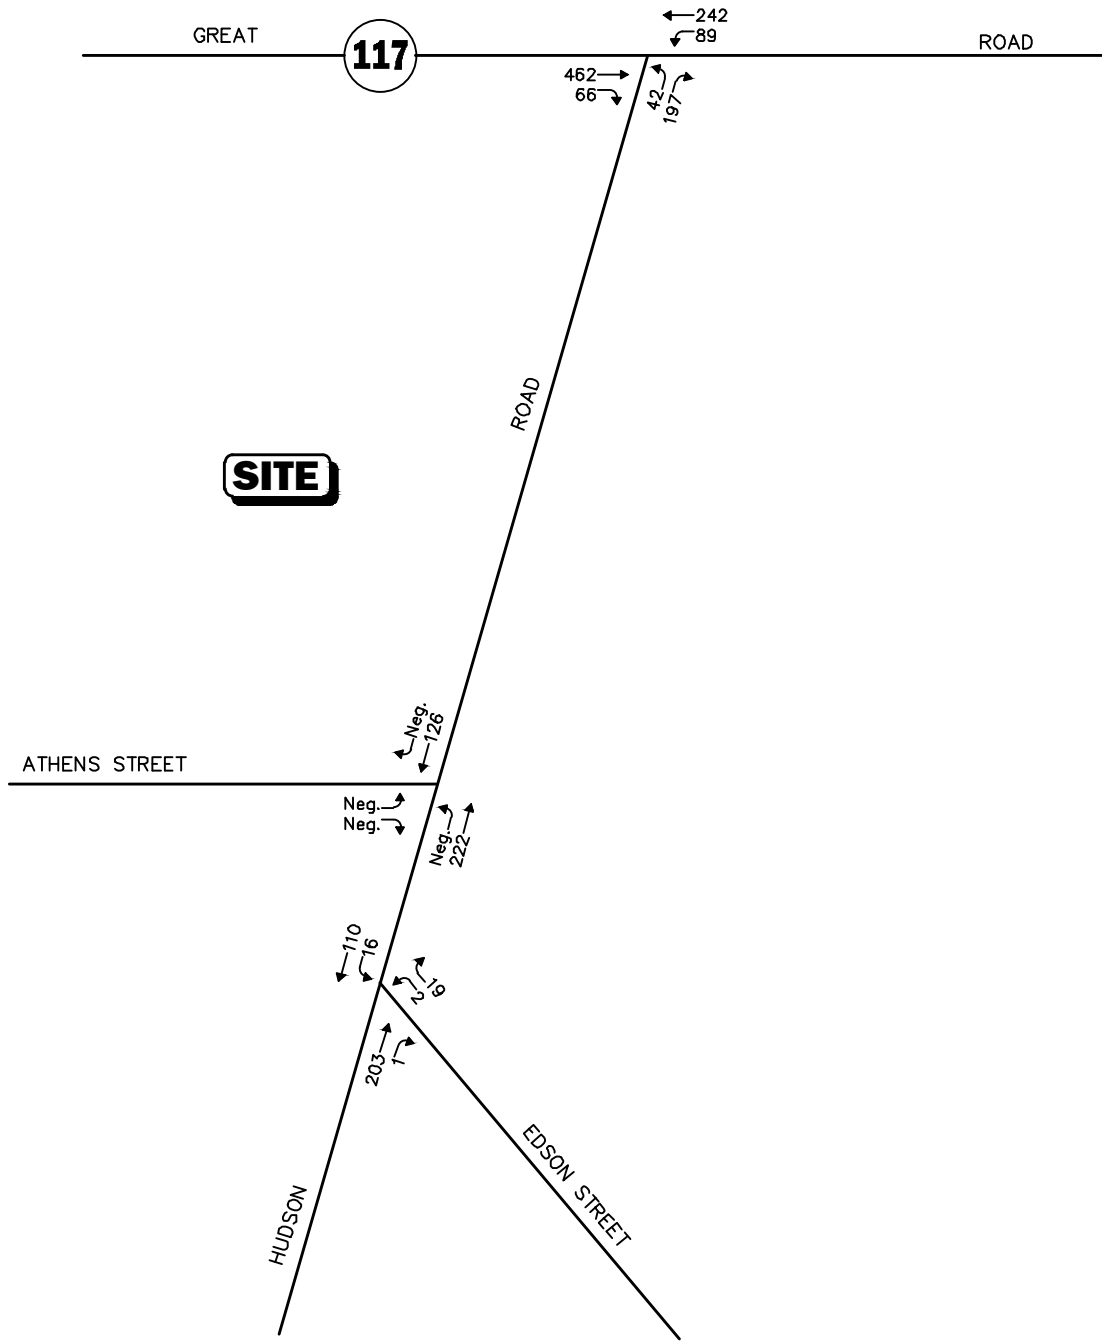 GREAT
117
ROAD
242
89
462
66
42
197
ROAD
SITE
Neg.
126
ATHENS STREET
Neg.
Neg.
Neg.
222
110
16
19
2
203
1
EDSON STREET
HUDSON